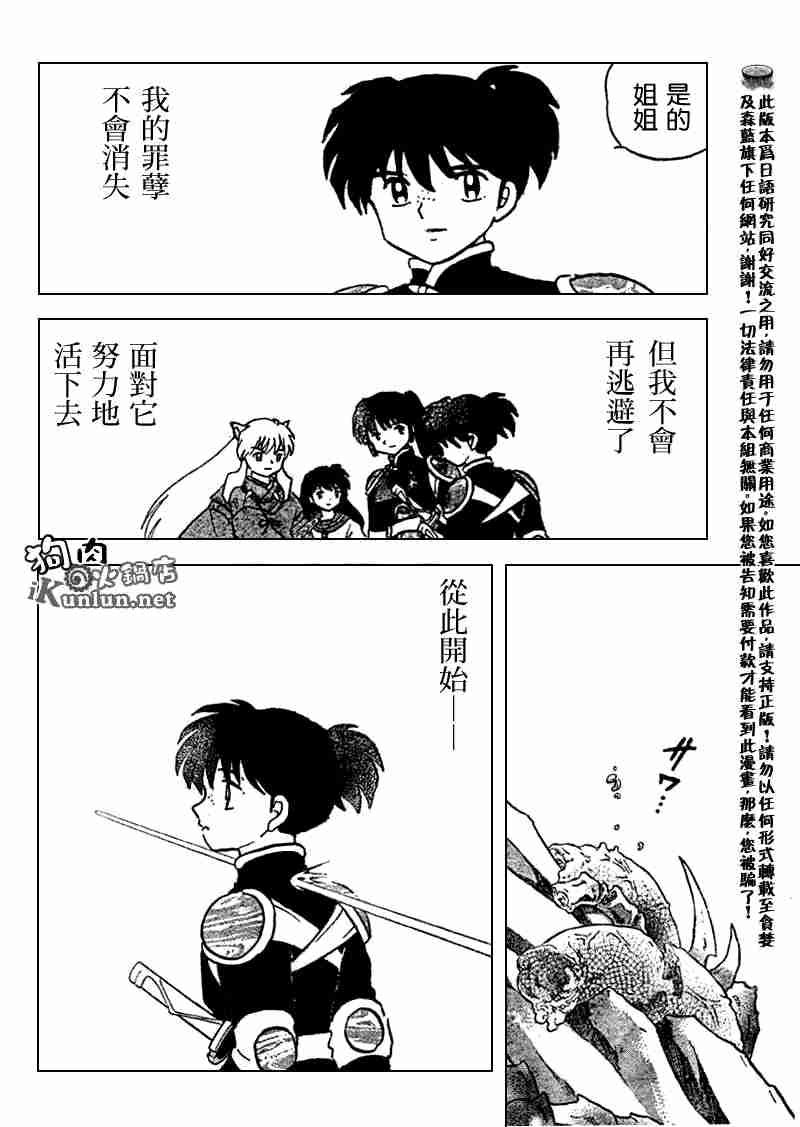 是的
姐姐
我的罪孽
不會消失
但我不會
再逃避了
面對它
努力地
活下去
從此開始——
サワ…
狗肉
火鍋店
iKunlun.net
此版本爲日語研究同好交流之用,請勿用于任何商業用途。如您喜歡此作品,請支持正版!請勿以任何形式轉載至貪婪
及森藍旗下任何網站,謝謝!一切法律責任與本組無關。如果您被告知需要付款才能看到此漫畫,那麽,您被騙了!